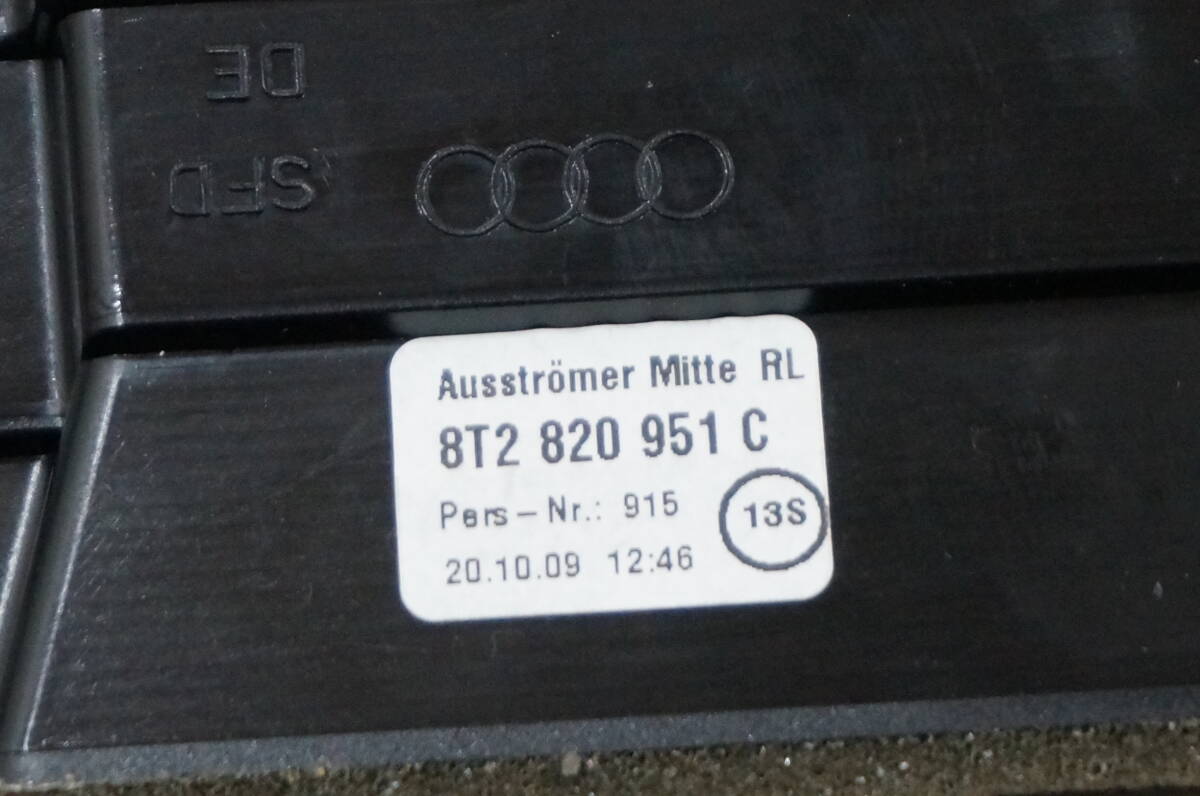 DE
SFD
Ausströmer Mitte RL
8T2 820 951 C
Pers-Nr.: 915
13S
20.10.09 12:46